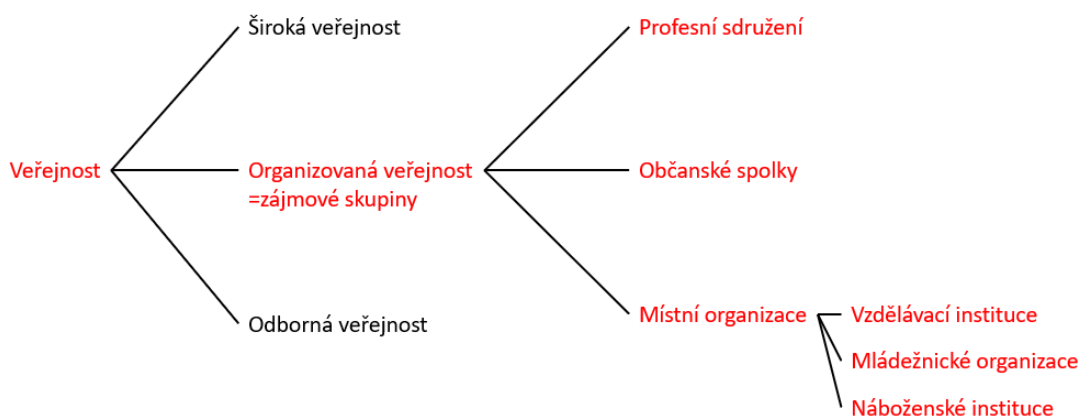 Široká veřejnost
Profesní sdružení
Veřejnost
Organizovaná veřejnost
=zájmové skupiny
Občanské spolky
Odborná veřejnost
Místní organizace
Vzdělávací instituce
Mládežnické organizace
Náboženské instituce